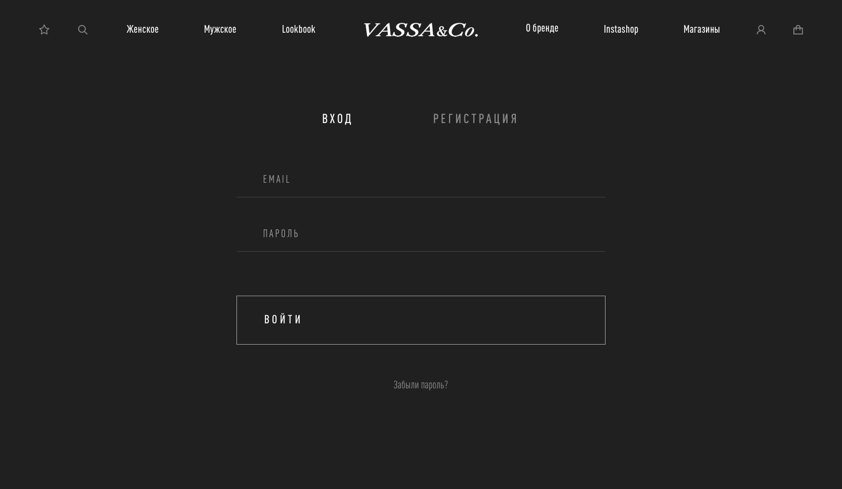 Женское Мужское Lookbook VASSA&Co. О бренде Instashop Магазины
ВХОД РЕГИСТРАЦИЯ
EMAIL
ПАРОЛЬ
ВОЙТИ
Забыли пароль?